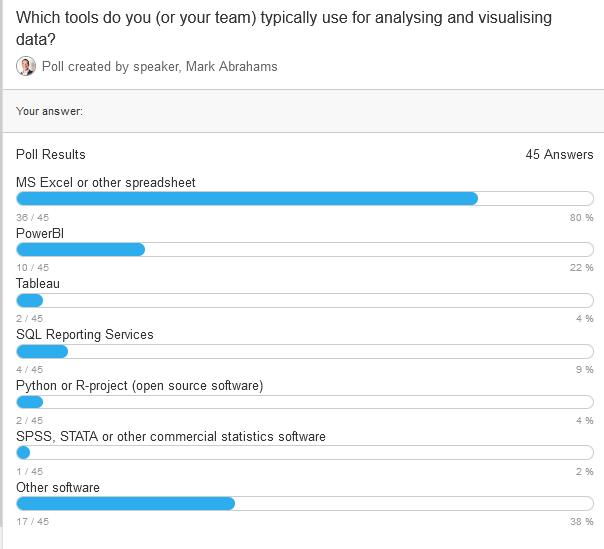 Which tools do you (or your team) typically use for analysing and visualising
data?
Poll created by speaker, Mark Abrahams
Your answer:
Poll Results 45 Answers
MS Excel or other spreadsheet
36 / 45 80 %
PowerBI
10 / 45 22 %
Tableau
2 / 45 4 %
SQL Reporting Services
4 / 45 9 %
Python or R-project (open source software)
2 / 45 4 %
SPSS, STATA or other commercial statistics software
1 / 45 2 %
Other software
17 / 45 38 %